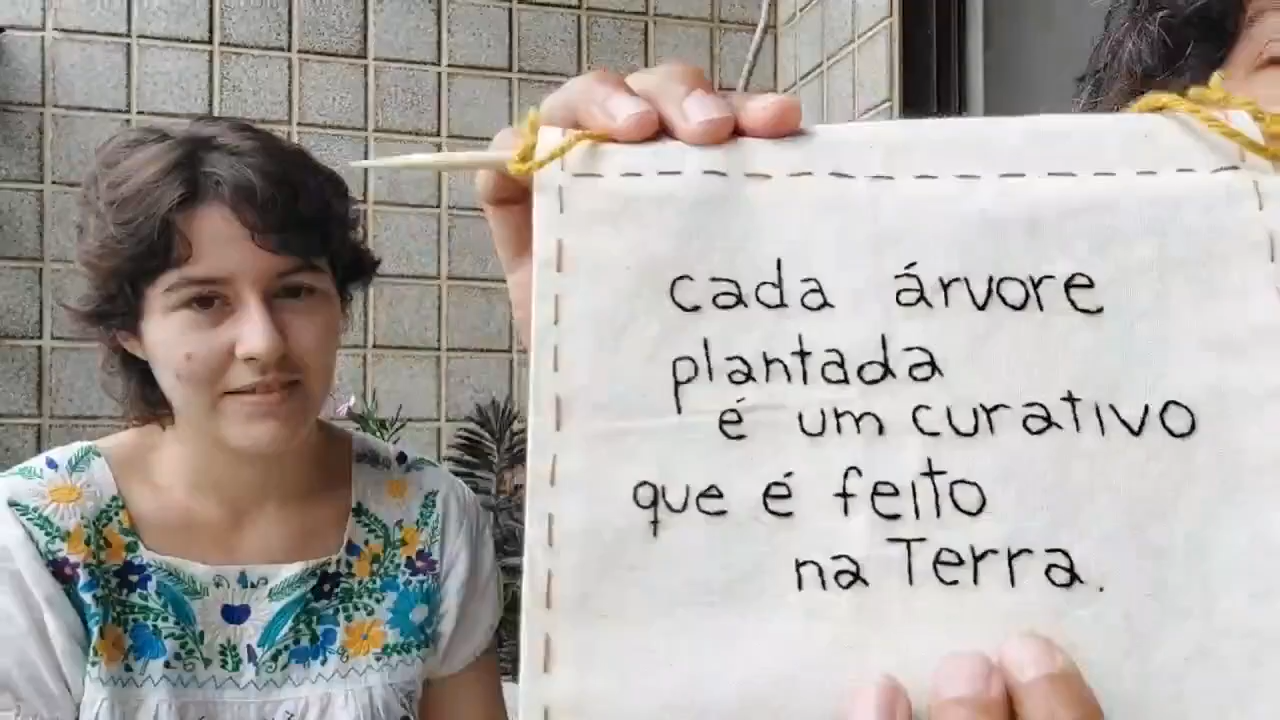 cada árvore
plantada
é um curativo
que é feito
na Terra.